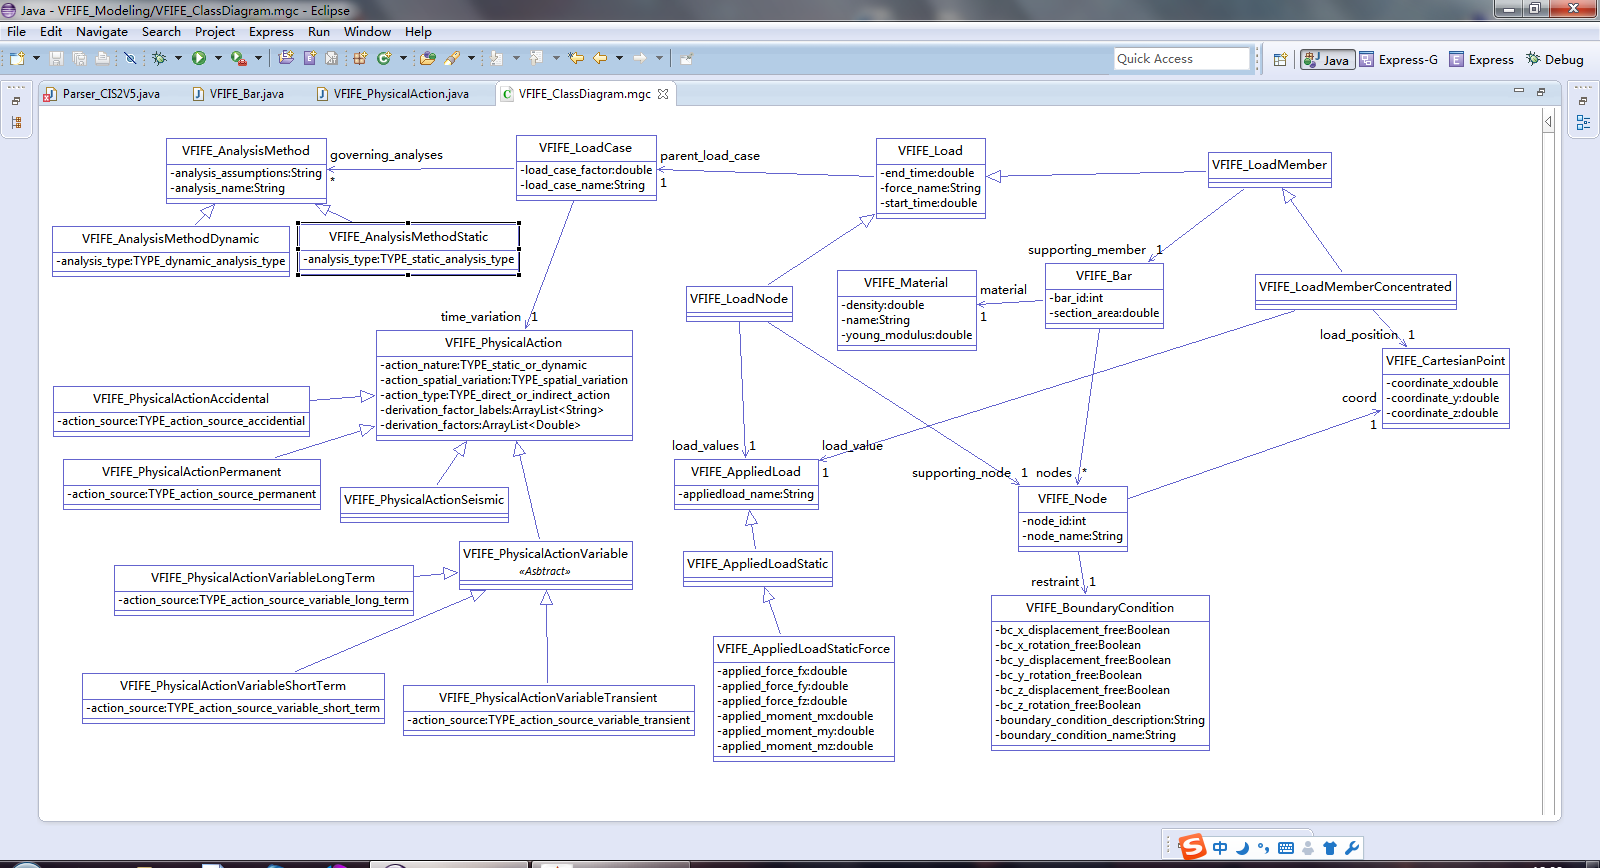 Java - VFIFE_Modeling/VFIFE_ClassDiagram.mgc - Eclipse
File Edit Navigate Search Project Express Run Window Help
Quick Access
Java Express-G Express Debug
Parser_CIS2V5.java VFIFE_Bar.java VFIFE_PhysicalAction.java VFIFE_ClassDiagram.mgc
VFIFE_AnalysisMethod
-analysis_assumptions:String
-analysis_name:String
governing_analyses
*
VFIFE_LoadCase
-load_case_factor:double
-load_case_name:String
parent_load_case
1
VFIFE_Load
-end_time:double
-force_name:String
-start_time:double
VFIFE_LoadMember
VFIFE_AnalysisMethodDynamic
-analysis_type:TYPE_dynamic_analysis_type
VFIFE_AnalysisMethodStatic
-analysis_type:TYPE_static_analysis_type
supporting_member 1
VFIFE_LoadNode
VFIFE_Material
-density:double
-name:String
-young_modulus:double
material
1
VFIFE_Bar
-bar_id:int
-section_area:double
VFIFE_LoadMemberConcentrated
time_variation 1
load_position 1
VFIFE_PhysicalAction
-action_nature:TYPE_static_or_dynamic
-action_spatial_variation:TYPE_spatial_variation
-action_type:TYPE_direct_or_indirect_action
-derivation_factor_labels:ArrayList<String>
-derivation_factors:ArrayList<Double>
VFIFE_CartesianPoint
-coordinate_x:double
-coordinate_y:double
-coordinate_z:double
coord
1
VFIFE_PhysicalActionAccidental
-action_source:TYPE_action_source_accidential
VFIFE_PhysicalActionPermanent
-action_source:TYPE_action_source_permanent
VFIFE_PhysicalActionSeismic
load_values 1
load_value
1
VFIFE_AppliedLoad
-appliedload_name:String
supporting_node 1
nodes *
VFIFE_Node
-node_id:int
-node_name:String
VFIFE_PhysicalActionVariable
«Asbtract»
VFIFE_AppliedLoadStatic
VFIFE_PhysicalActionVariableLongTerm
-action_source:TYPE_action_source_variable_long_term
restraint 1
VFIFE_BoundaryCondition
-bc_x_displacement_free:Boolean
-bc_x_rotation_free:Boolean
-bc_y_displacement_free:Boolean
-bc_y_rotation_free:Boolean
-bc_z_displacement_free:Boolean
-bc_z_rotation_free:Boolean
-boundary_condition_description:String
-boundary_condition_name:String
VFIFE_AppliedLoadStaticForce
-applied_force_fx:double
-applied_force_fy:double
-applied_force_fz:double
-applied_moment_mx:double
-applied_moment_my:double
-applied_moment_mz:double
VFIFE_PhysicalActionVariableShortTerm
-action_source:TYPE_action_source_variable_short_term
VFIFE_PhysicalActionVariableTransient
-action_source:TYPE_action_source_variable_transient
中